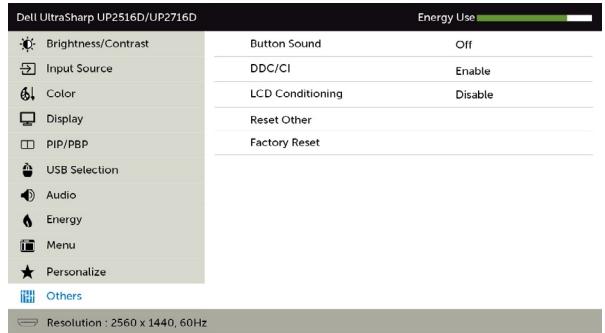 Dell UltraSharp UP2516D/UP2716D Energy Use
Brightness/Contrast Button Sound Off
Input Source DDC/CI Enable
Color LCD Conditioning Disable
Display Reset Other
PIP/PBP Factory Reset
USB Selection
Audio
Energy
Menu
Personalize
Others
Resolution : 2560 x 1440, 60Hz